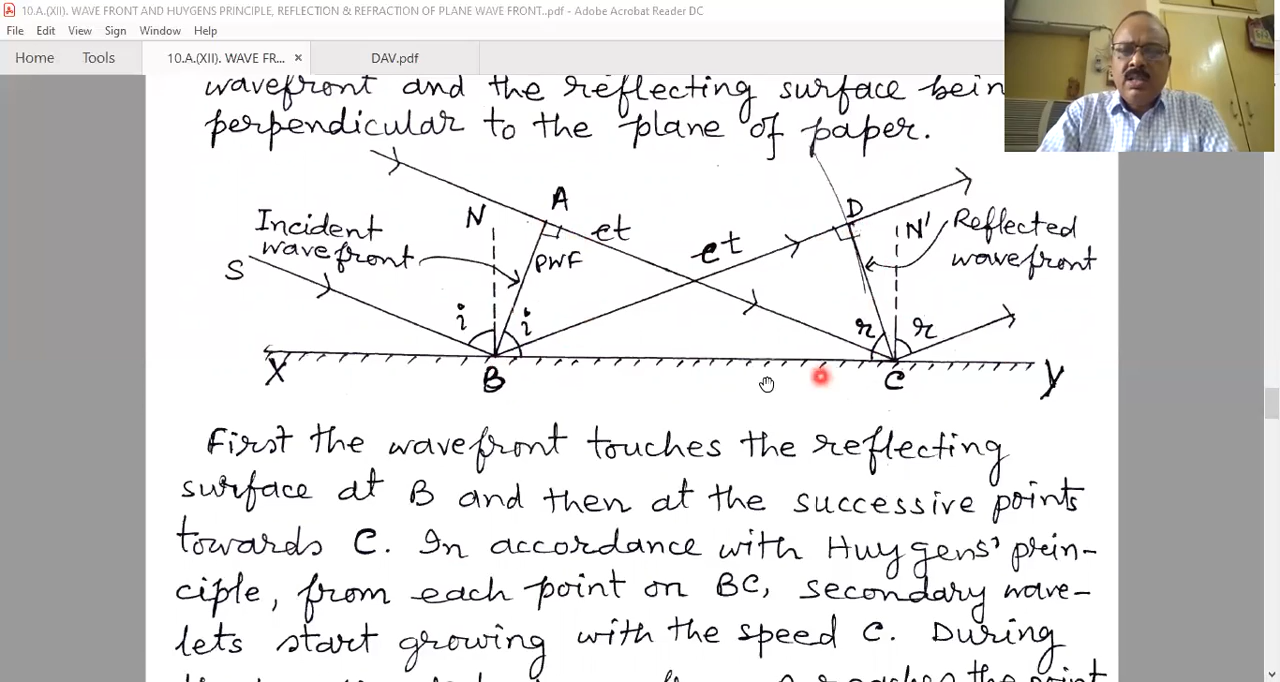 10.A.(XII). WAVE FRONT AND HUYGENS PRINCIPLE, REFLECTION & REFRACTION OF PLANE WAVE FRONT..pdf - Adobe Acrobat Reader DC
File Edit View Sign Window Help
Home Tools 10.A.(XII). WAVE FR... × DAV.pdf
wavefront and the reflecting surface bein
perpendicular to the plane of paper.
N A ct ct D N' Reflected
wavefront
Incident
wavefront
PWF
S
i i r r
X B C Y
First the wavefront touches the reflecting
surface at B and then at the successive points
towards C. In accordance with Huygens' prin-
ciple, from each point on BC, secondary wave-
lets start growing with the speed C. During